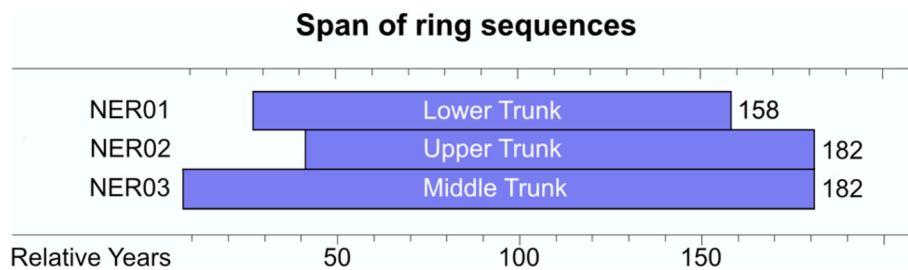 Span of ring sequences
NER01 Lower Trunk 158
NER02 Upper Trunk 182
NER03 Middle Trunk 182
Relative Years 50 100 150